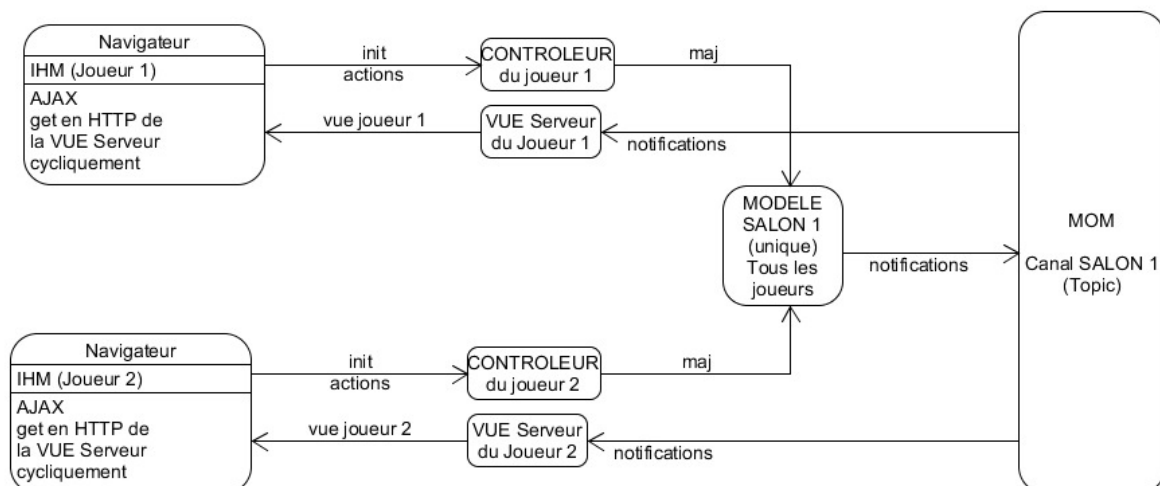 Navigateur
IHM (Joueur 1)
AJAX
get en HTTP de
la VUE Serveur
cycliquement
init
actions
CONTROLEUR
du joueur 1
maj
vue joueur 1
VUE Serveur
du Joueur 1
notifications
MODELE
SALON 1
(unique)
Tous les
joueurs
notifications
MOM
Canal SALON 1
(Topic)
Navigateur
IHM (Joueur 2)
AJAX
get en HTTP de
la VUE Serveur
cycliquement
init
actions
CONTROLEUR
du joueur 2
maj
vue joueur 2
VUE Serveur
du Joueur 2
notifications